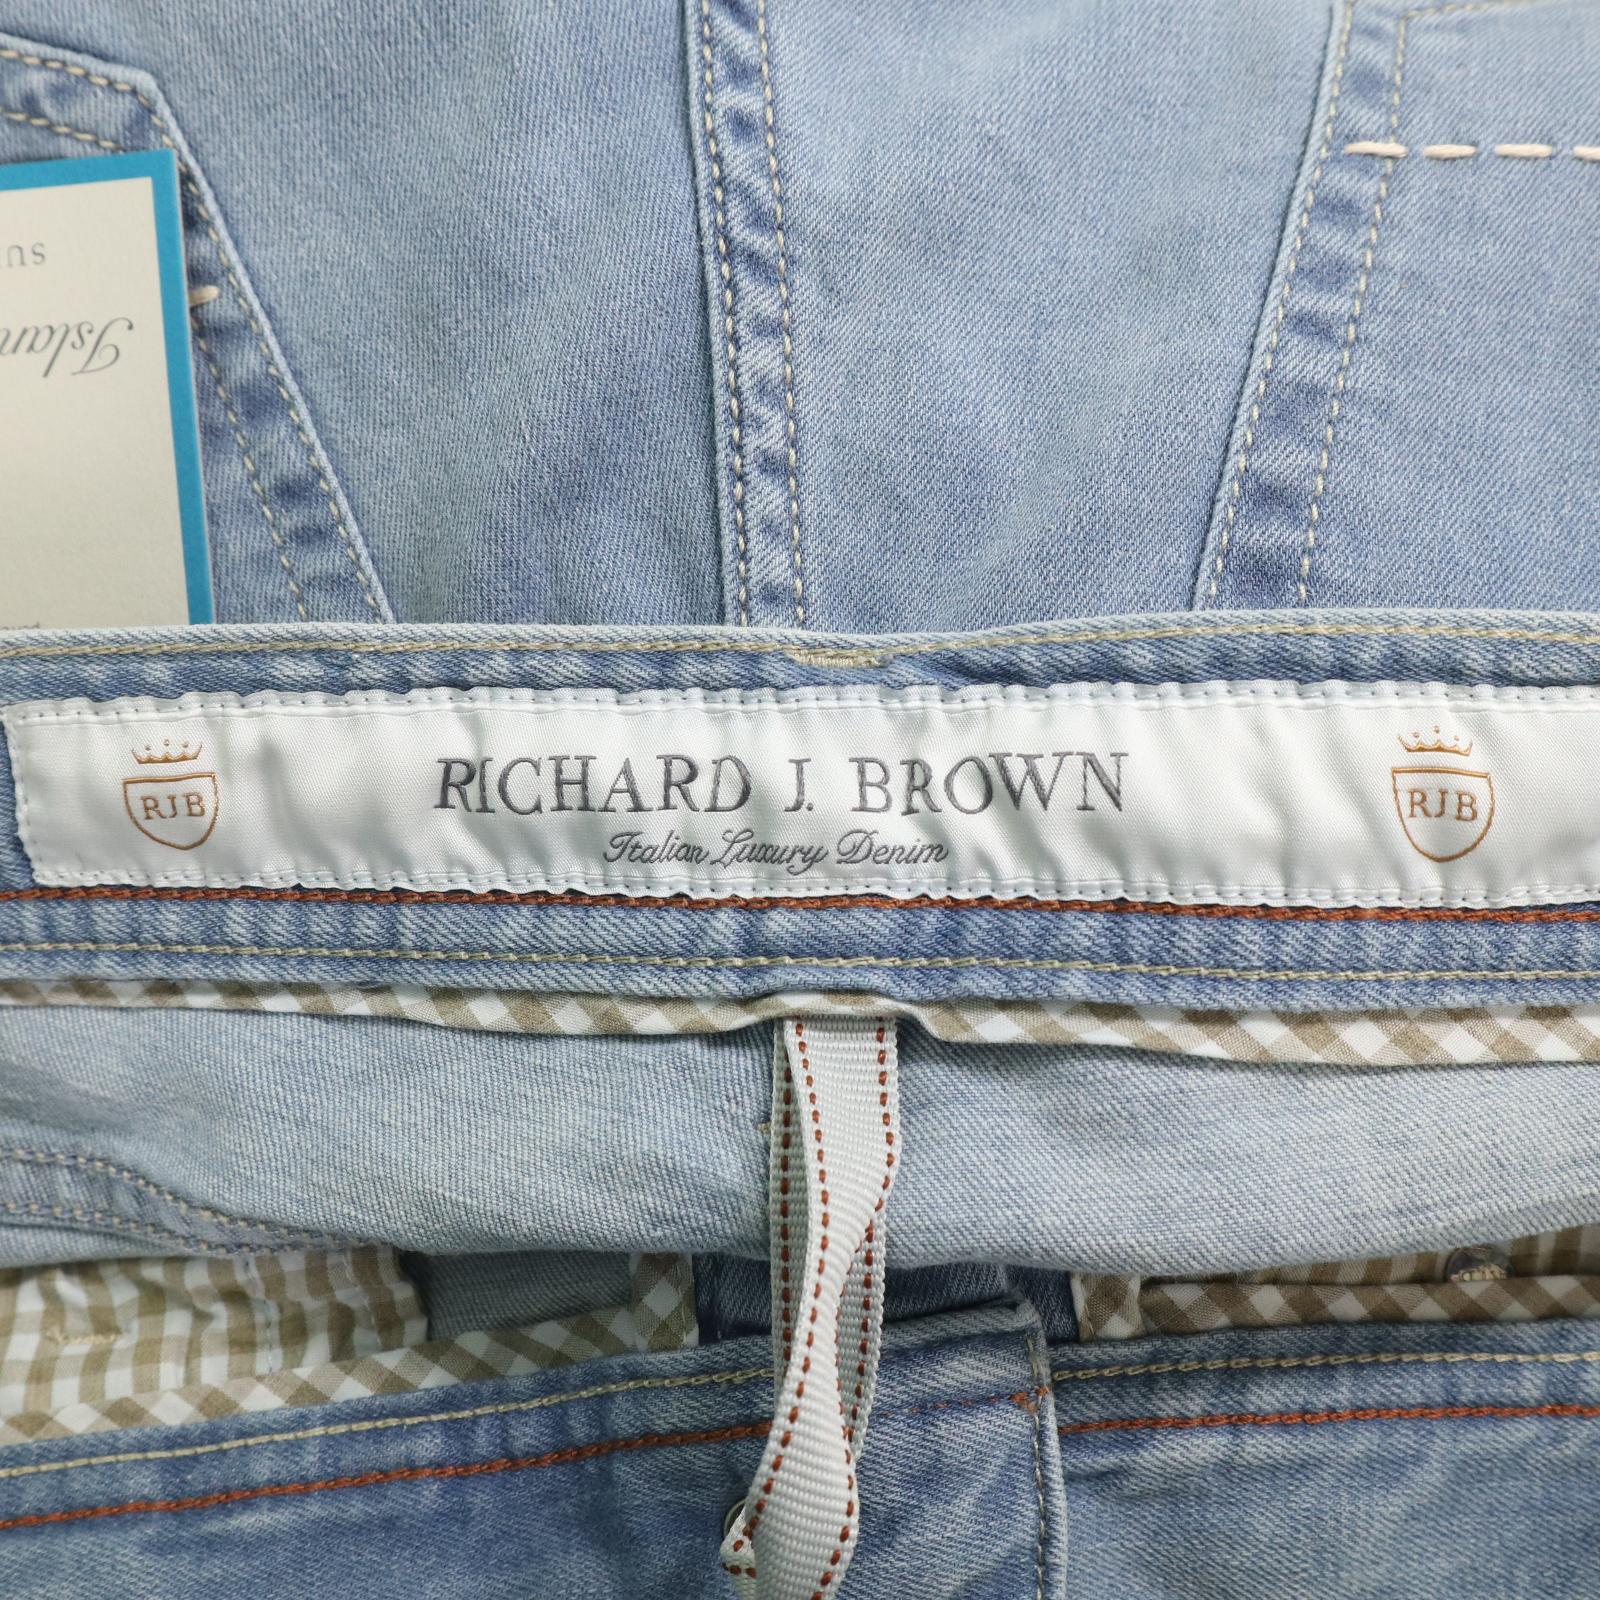 RJB
RICHARD J. BROWN
Italian Luxury Denim
RJB